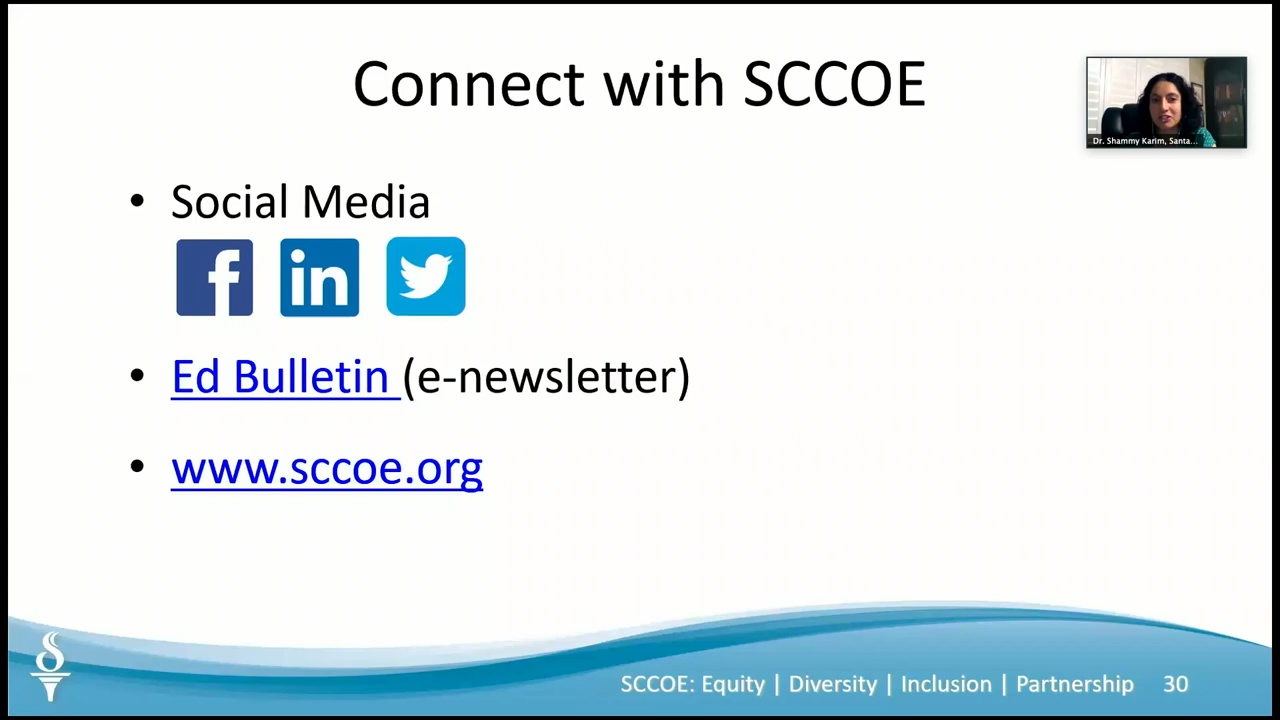 Connect with SCCOE
Dr. Shammy Karim, Santa...
• Social Media
f in
• Ed Bulletin (e-newsletter)
• www.sccoe.org
SCCOE: Equity | Diversity | Inclusion | Partnership 30